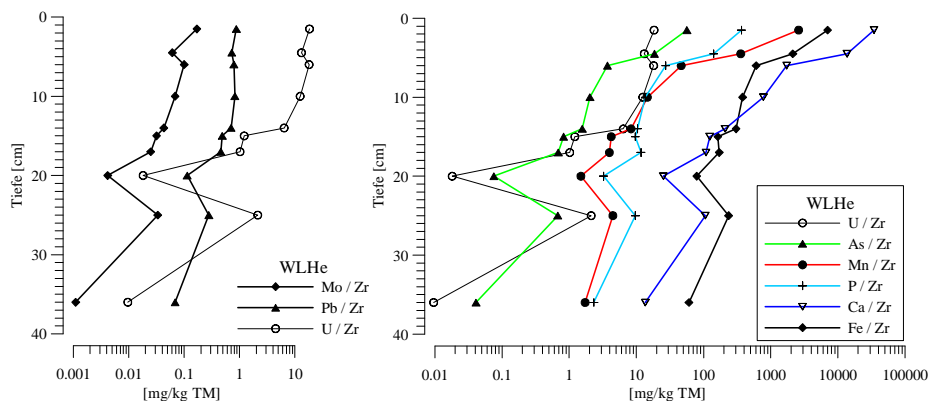 0
10
20
30
40
Tiefe [cm]
WLHe
Mo / Zr
Pb / Zr
U / Zr
0.001
0.01
0.1
1
10
[mg/kg TM]
0
10
20
30
40
Tiefe [cm]
WLHe
U / Zr
As / Zr
Mn / Zr
P / Zr
Ca / Zr
Fe / Zr
0.01
0.1
1
10
100
1000
10000
100000
[mg/kg TM]